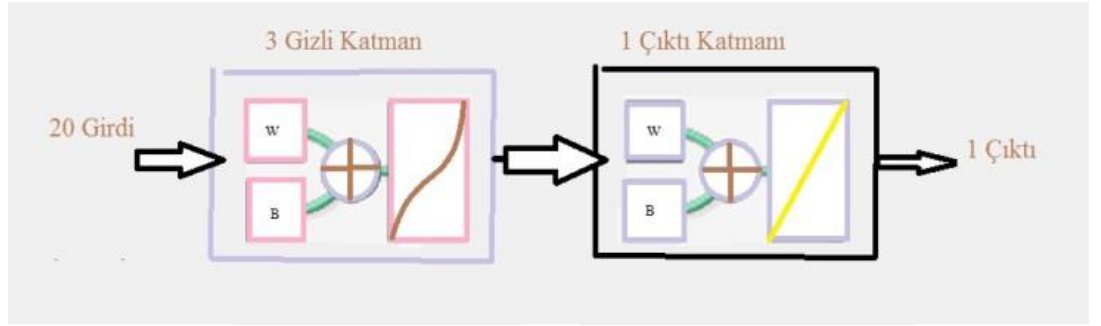 3 Gizli Katman
1 Çıktı Katmanı
20 Girdi
W
W
1 Çıktı
B
B